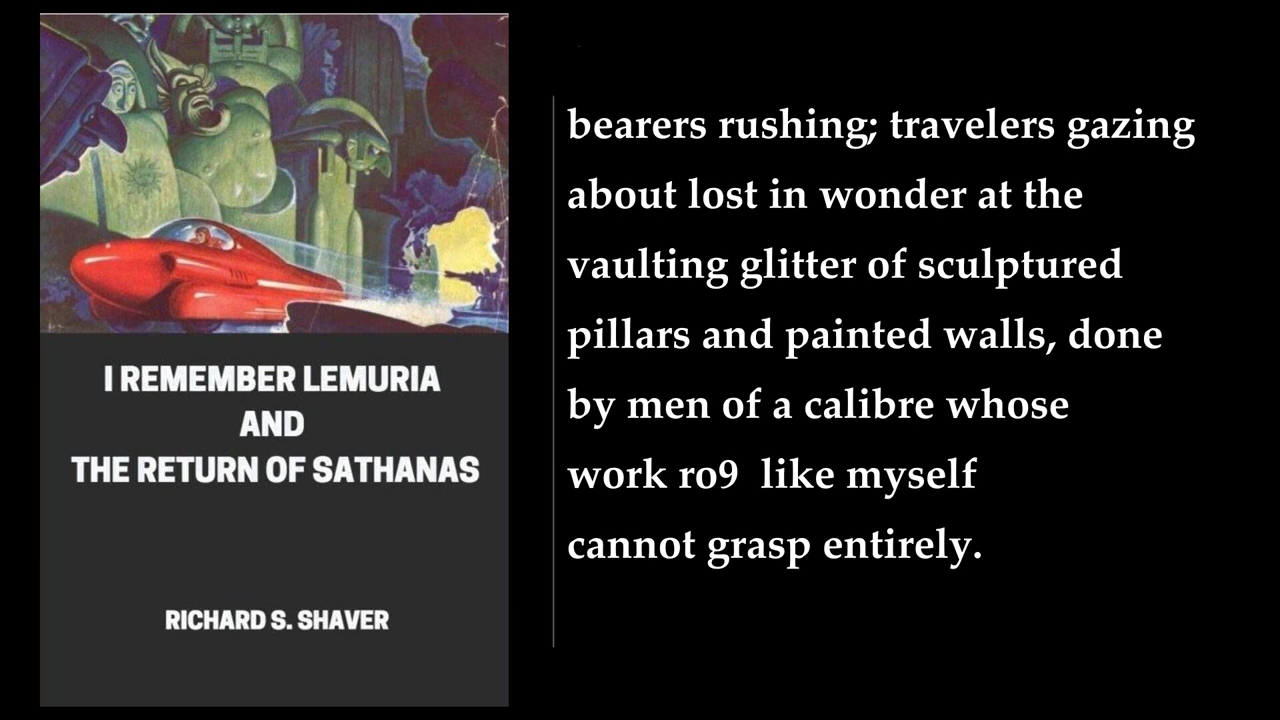 I REMEMBER LEMURIA
AND
THE RETURN OF SATHANAS
RICHARD S. SHAVER
bearers rushing; travelers gazing
about lost in wonder at the
vaulting glitter of sculptured
pillars and painted walls, done
by men of a calibre whose
work ro9  like myself
cannot grasp entirely.